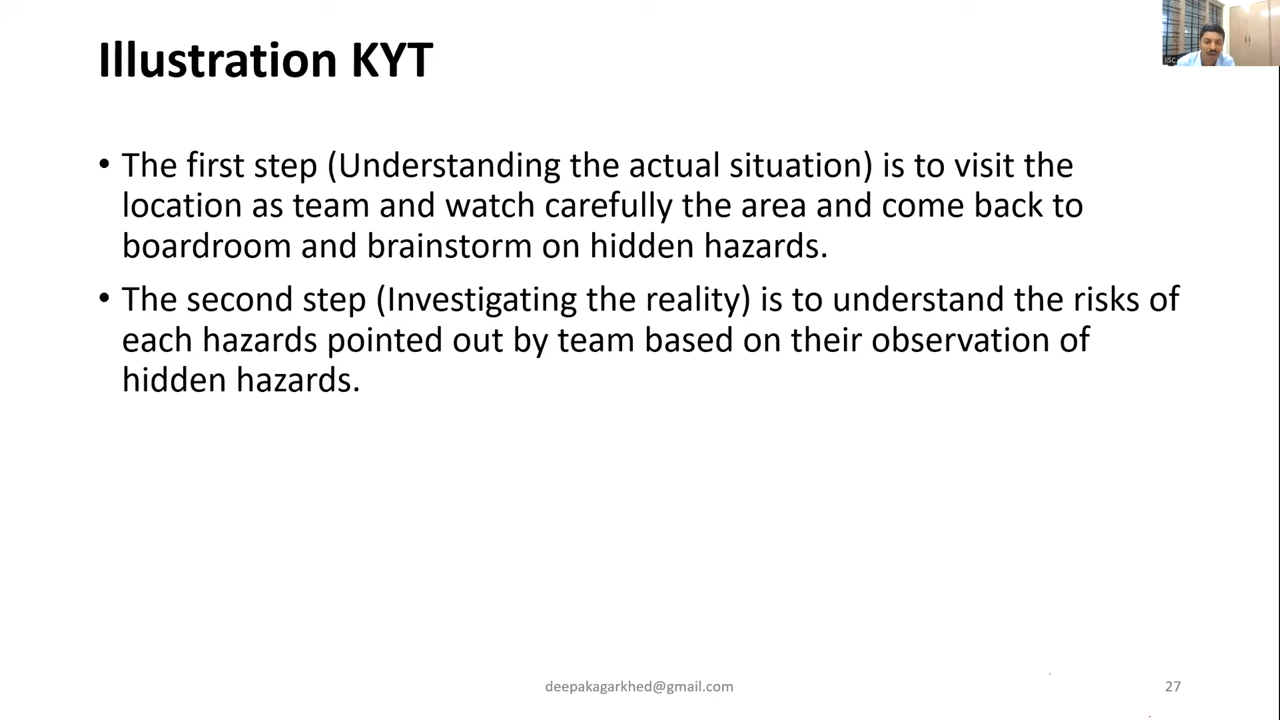 Illustration KYT
IISC
• The first step (Understanding the actual situation) is to visit the
location as team and watch carefully the area and come back to
boardroom and brainstorm on hidden hazards.
• The second step (Investigating the reality) is to understand the risks of
each hazards pointed out by team based on their observation of
hidden hazards.
deepakagarkhed@gmail.com
27